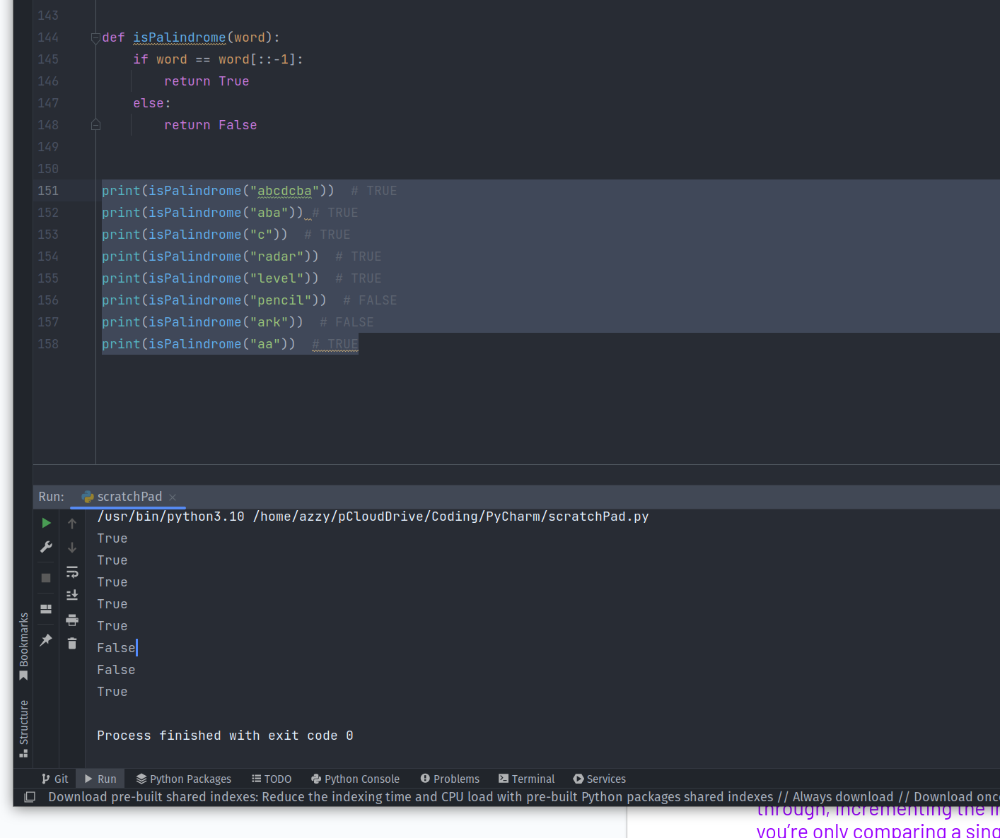 143
144 def isPalindrome(word):
145 if word == word[::-1]:
146 return True
147 else:
148 return False
149
150
151 print(isPalindrome("abcdcba"))  # TRUE
152 print(isPalindrome("aba")) # TRUE
153 print(isPalindrome("c"))  # TRUE
154 print(isPalindrome("radar"))  # TRUE
155 print(isPalindrome("level"))  # TRUE
156 print(isPalindrome("pencil"))  # FALSE
157 print(isPalindrome("ark"))  # FALSE
158 print(isPalindrome("aa"))  # TRUE
Run: scratchPad
/usr/bin/python3.10 /home/azzy/pCloudDrive/Coding/PyCharm/scratchPad.py
True
True
True
True
True
False
False
True
Process finished with exit code 0
Bookmarks
Structure
Git Run Python Packages TODO Python Console Problems Terminal Services
Download pre-built shared indexes: Reduce the indexing time and CPU load with pre-built Python packages shared indexes // Always download // Download onc
through, incrementing the
you're only comparing a sing